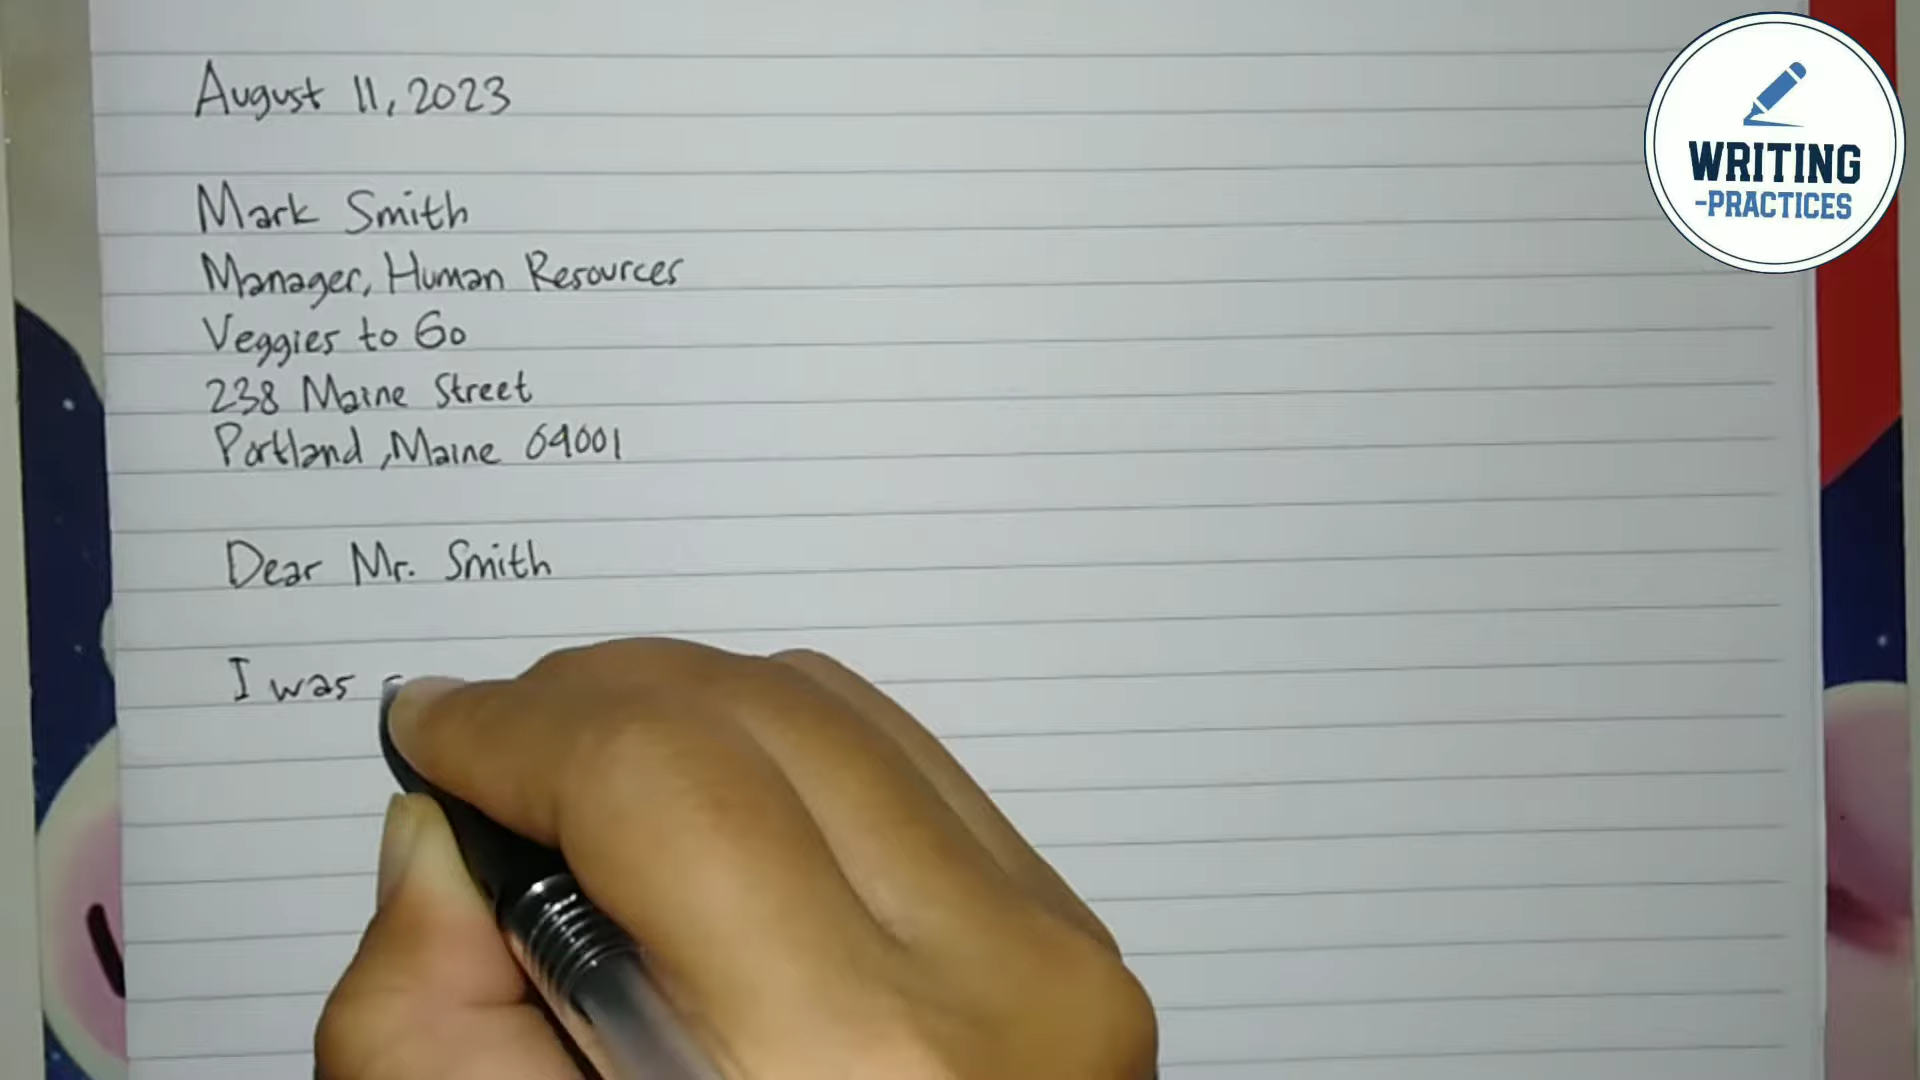 August 11, 2023
Mark Smith
Manager, Human Resources
Veggies to Go
238 Maine Street
Portland, Maine 04001
Dear Mr. Smith
I was
WRITING
-PRACTICES